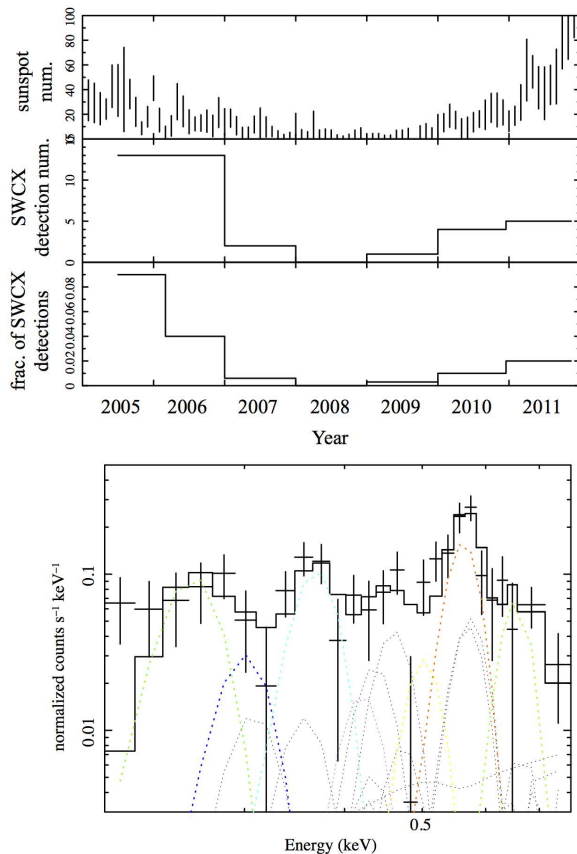 sunspot
num.
100
80
60
40
20
SWCX
detection num.
15
10
5
frac. of SWCX
detections
0 0.02 0.04 0.06 0.08
2005 2006 2007 2008 2009 2010 2011
Year
normalized counts s⁻¹ keV⁻¹
0.1
0.01
0.5
Energy (keV)